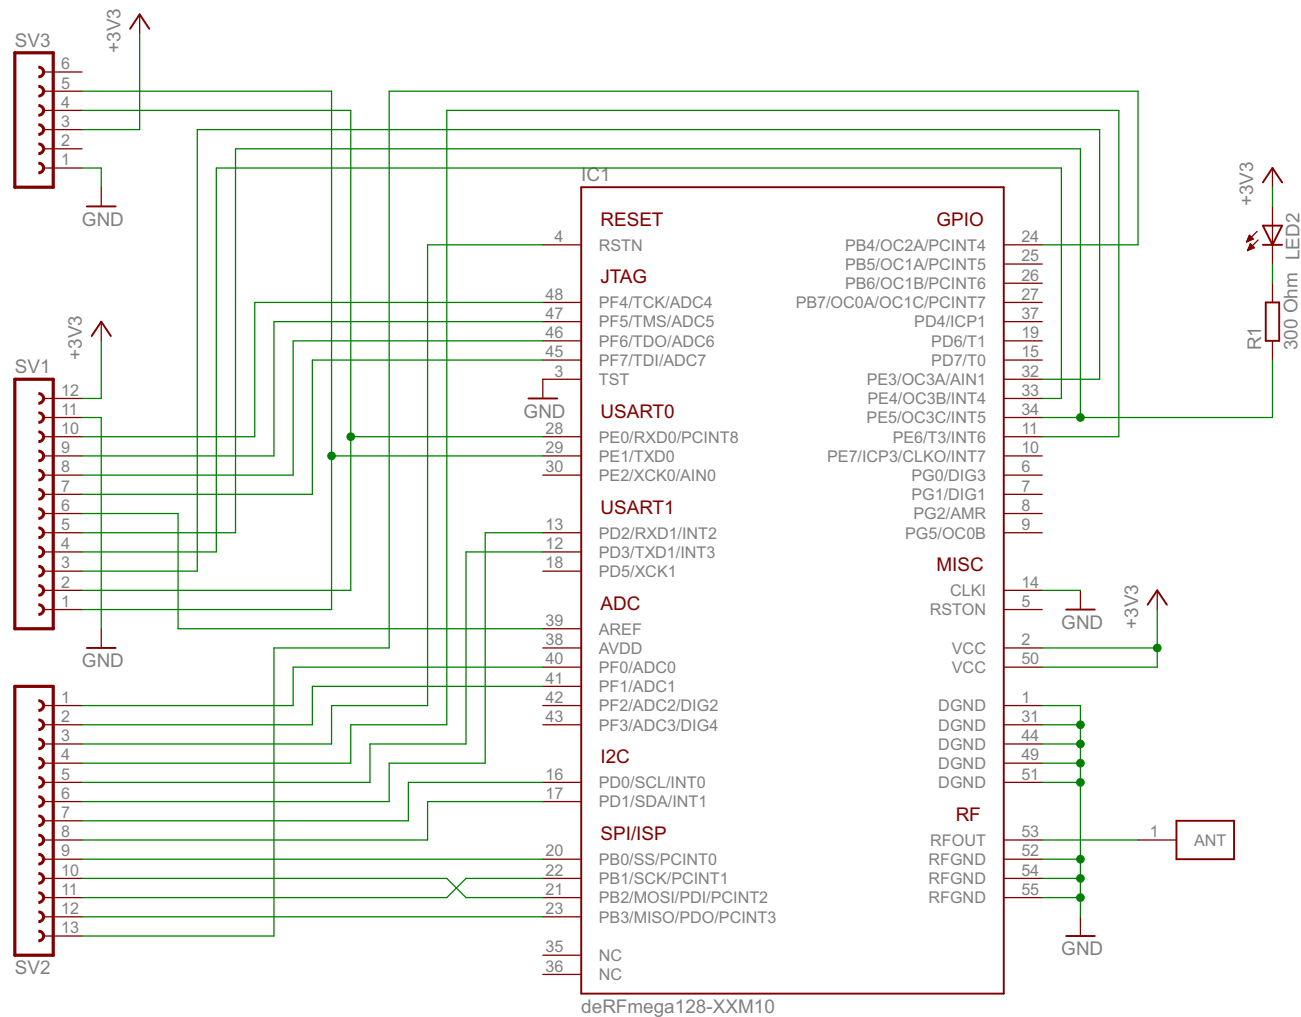 +3V3
SV3
6
5
4
3
2
1
GND
+3V3
SV1
12
11
10
9
8
7
6
5
4
3
2
1
GND
1
2
3
4
5
6
7
8
9
10
11
12
13
SV2
IC1
RESET
4 RSTN
JTAG
48 PF4/TCK/ADC4
47 PF5/TMS/ADC5
46 PF6/TDO/ADC6
45 PF7/TDI/ADC7
3 TST
GND
USART0
28 PE0/RXD0/PCINT8
29 PE1/TXD0
30 PE2/XCK0/AIN0
USART1
13 PD2/RXD1/INT2
12 PD3/TXD1/INT3
18 PD5/XCK1
ADC
39 AREF
38 AVDD
40 PF0/ADC0
41 PF1/ADC1
42 PF2/ADC2/DIG2
43 PF3/ADC3/DIG4
I2C
16 PD0/SCL/INT0
17 PD1/SDA/INT1
SPI/ISP
20 PB0/SS/PCINT0
22 PB1/SCK/PCINT1
21 PB2/MOSI/PDI/PCINT2
23 PB3/MISO/PDO/PCINT3
35 NC
36 NC
GPIO
PB4/OC2A/PCINT4 24
PB5/OC1A/PCINT5 25
PB6/OC1B/PCINT6 26
PB7/OC0A/OC1C/PCINT7 27
PD4/ICP1 37
PD6/T1 19
PD7/T0 15
PE3/OC3A/AIN1 32
PE4/OC3B/INT4 33
PE5/OC3C/INT5 34
PE6/T3/INT6 11
PE7/ICP3/CLKO/INT7 10
PG0/DIG3 6
PG1/DIG1 7
PG2/AMR 8
PG5/OC0B 9
MISC
CLKI 14
RSTON 5
GND
+3V3
VCC 2
VCC 50
DGND 1
DGND 31
DGND 44
DGND 49
DGND 51
RF
RFOUT 53
RFGND 52
RFGND 54
RFGND 55
GND
1 ANT
deRFmega128-XXM10
+3V3
LED2
R1
300 Ohm